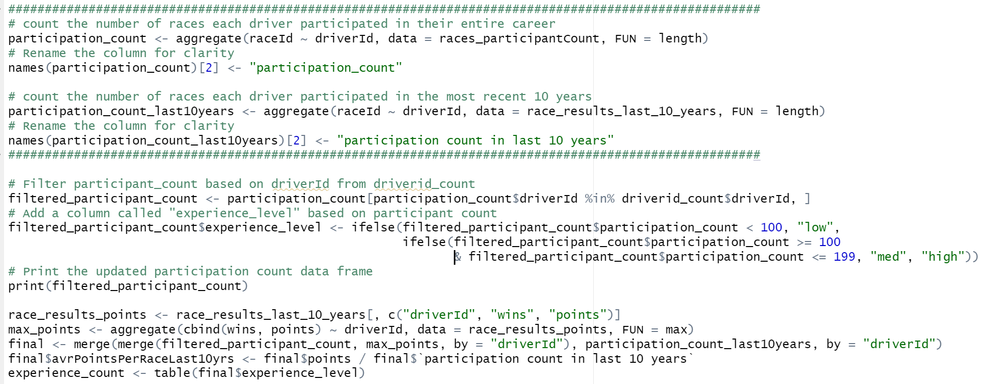 #######################################################################################################
# count the number of races each driver participated in their entire career
participation_count <- aggregate(raceId ~ driverId, data = races_participantCount, FUN = length)
# Rename the column for clarity
names(participation_count)[2] <- "participation_count"
# count the number of races each driver participated in the most recent 10 years
participation_count_last10years <- aggregate(raceId ~ driverId, data = race_results_last_10_years, FUN = length)
# Rename the column for clarity
names(participation_count_last10years)[2] <- "participation count in last 10 years"
#######################################################################################################
# Filter participant_count based on driverId from driverid_count
filtered_participant_count <- participation_count[participation_count$driverId %in% driverid_count$driverId, ]
# Add a column called "experience_level" based on participant count
filtered_participant_count$experience_level <- ifelse(filtered_participant_count$participation_count < 100, "low",
ifelse(filtered_participant_count$participation_count >= 100
& filtered_participant_count$participation_count <= 199, "med", "high"))
# Print the updated participation count data frame
print(filtered_participant_count)
race_results_points <- race_results_last_10_years[, c("driverId", "wins", "points")]
max_points <- aggregate(cbind(wins, points) ~ driverId, data = race_results_points, FUN = max)
final <- merge(merge(filtered_participant_count, max_points, by = "driverId"), participation_count_last10years, by = "driverId")
final$avrPointsPerRaceLast10yrs <- final$points / final$`participation count in last 10 years`
experience_count <- table(final$experience_level)